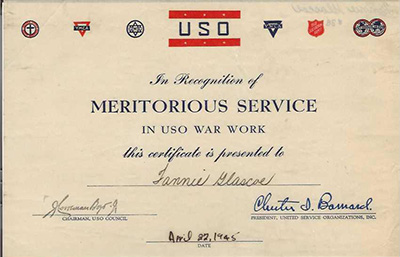 USO
In Recognition of
MERITORIOUS SERVICE
IN USO WAR WORK
this certificate is presented to
Fannie Glascoe
Chester I. Barnard
CHAIRMAN, USO COUNCIL
PRESIDENT, UNITED SERVICE ORGANIZATIONS, INC.
April 22, 1945
DATE